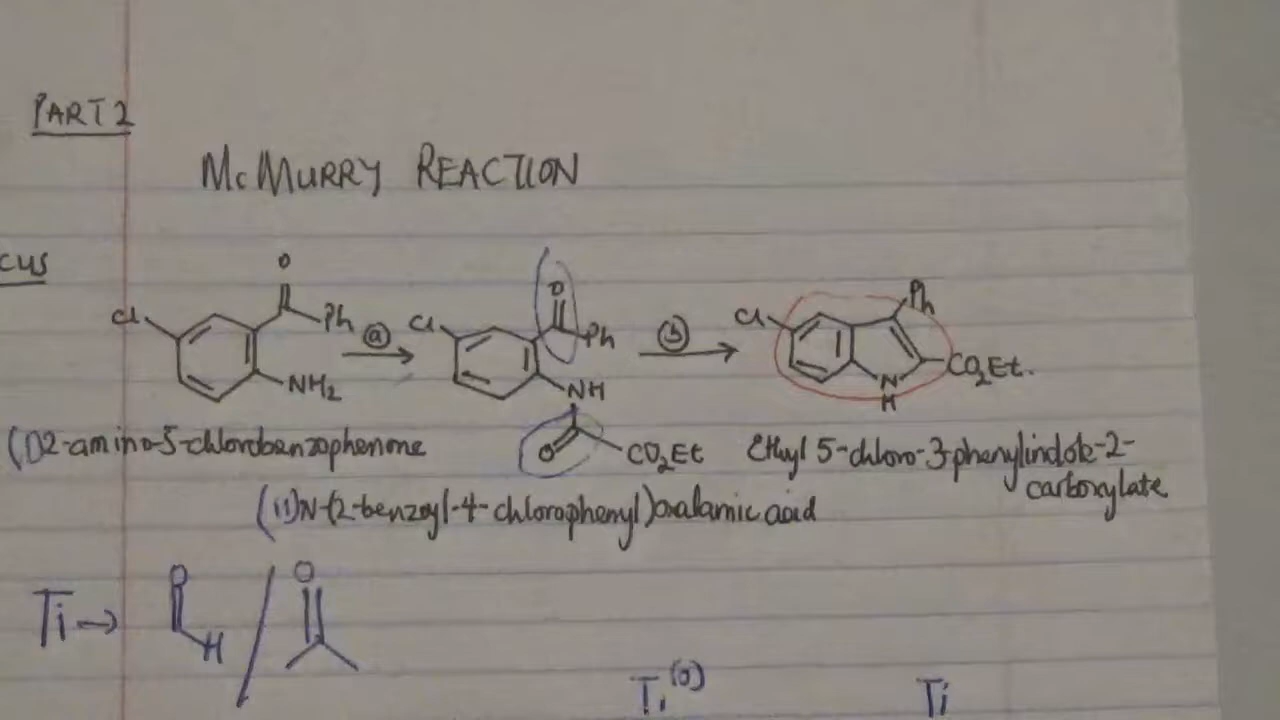 PART 2
McMURRY REACTION
CUS
O O Ph
Cl Ph (a) Cl Ph (b) Cl
NH2 NH N H CO2Et.
O CO2Et
(I) 2-amino-5-chlorobenzophenone Ethyl 5-chloro-3-phenylindole-2-
carboxylate
(II) N-(2-benzoyl-4-chlorophenyl)oxalamic acid
Ti → O H / O
Ti(0) Ti